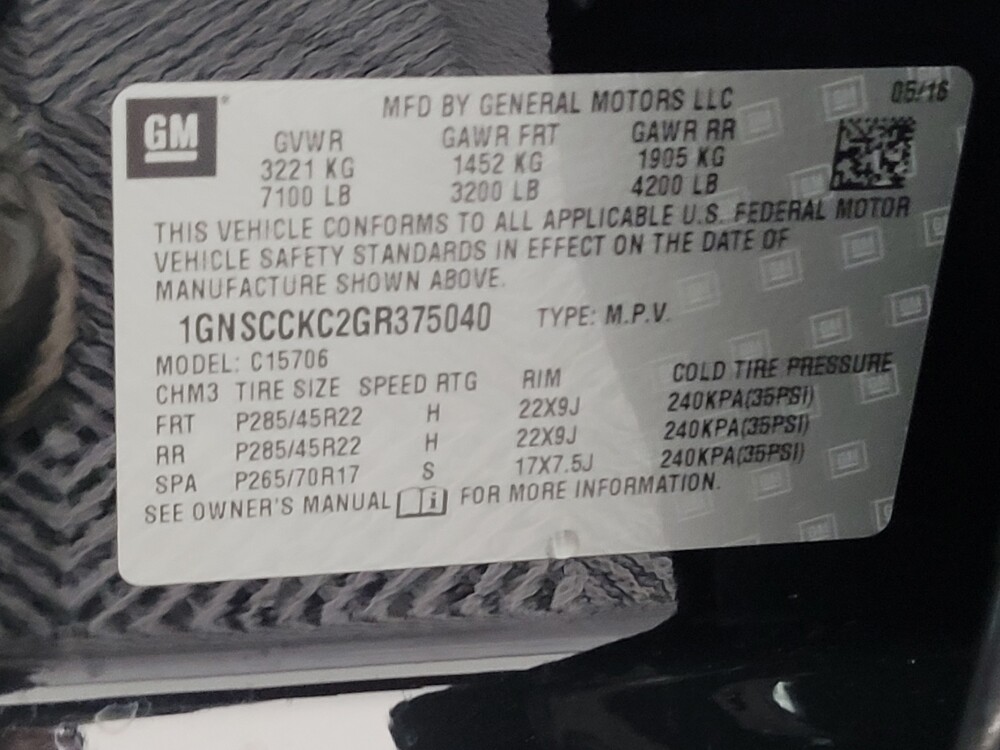 GM
MFD BY GENERAL MOTORS LLC 05/16
GVWR GAWR FRT GAWR RR
3221 KG 1452 KG 1905 KG
7100 LB 3200 LB 4200 LB
THIS VEHICLE CONFORMS TO ALL APPLICABLE U.S. FEDERAL MOTOR
VEHICLE SAFETY STANDARDS IN EFFECT ON THE DATE OF
MANUFACTURE SHOWN ABOVE.
1GNSCCKC2GR375040 TYPE: M.P.V.
MODEL: C15706
CHM3 TIRE SIZE SPEED RTG RIM COLD TIRE PRESSURE
FRT P285/45R22 H 22X9J 240KPA(35PSI)
RR P285/45R22 H 22X9J 240KPA(35PSI)
SPA P265/70R17 S 17X7.5J 240KPA(35PSI)
SEE OWNER'S MANUAL i FOR MORE INFORMATION.